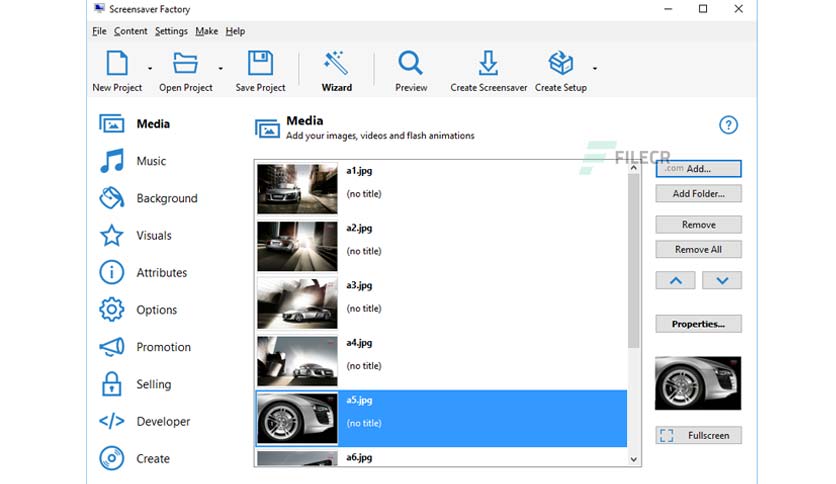 Screensaver Factory
File Content Settings Make Help
New Project Open Project Save Project Wizard Preview Create Screensaver Create Setup
Media
Music
Background
Visuals
Attributes
Options
Promotion
Selling
Developer
Create
Media
Add your images, videos and flash animations
a1.jpg
(no title)
a2.jpg
(no title)
a3.jpg
(no title)
a4.jpg
(no title)
a5.jpg
(no title)
a6.jpg
FILECR
.com
Add...
Add Folder...
Remove
Remove All
Properties...
Fullscreen